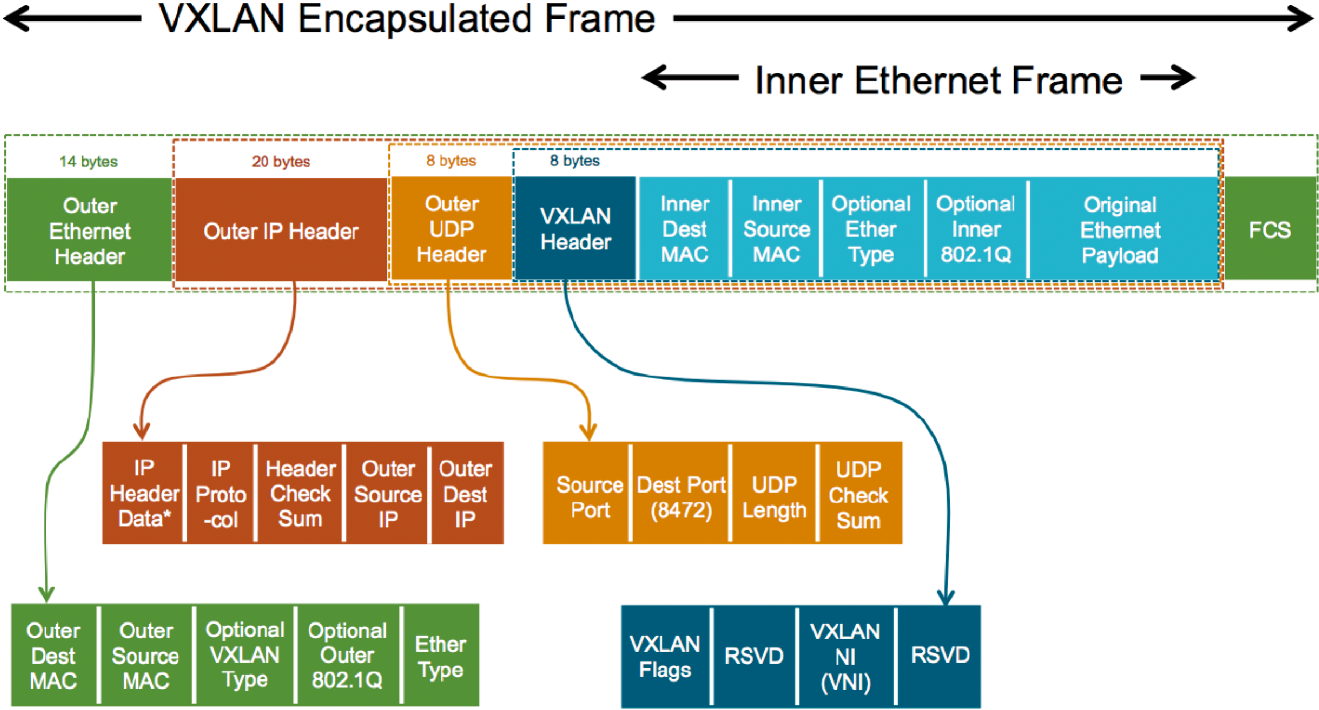 VXLAN Encapsulated Frame
Inner Ethernet Frame
14 bytes
20 bytes
8 bytes
8 bytes
Outer
Ethernet
Header
Outer IP Header
Outer
UDP
Header
VXLAN
Header
Inner
Dest
MAC
Inner
Source
MAC
Optional
Ether
Type
Optional
Inner
802.1Q
Original
Ethernet
Payload
FCS
IP
Header
Data*
IP
Proto
-col
Header
Check
Sum
Outer
Source
IP
Outer
Dest
IP
Source
Port
Dest Port
(8472)
UDP
Length
UDP
Check
Sum
Outer
Dest
MAC
Outer
Source
MAC
Optional
VXLAN
Type
Optional
Outer
802.1Q
Ether
Type
VXLAN
Flags
RSVD
VXLAN
NI
(VNI)
RSVD